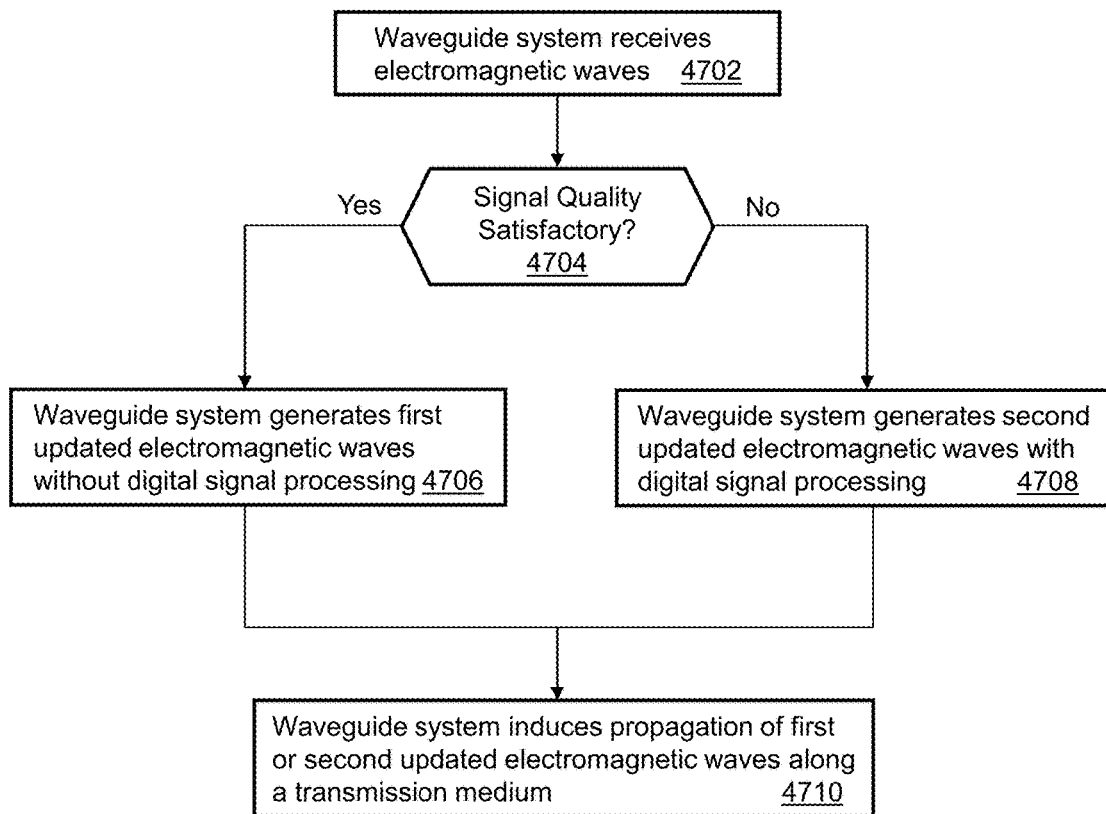 Waveguide system receives
electromagnetic waves 4702
Signal Quality
Satisfactory?
4704
Yes
No
Waveguide system generates first
updated electromagnetic waves
without digital signal processing 4706
Waveguide system generates second
updated electromagnetic waves with
digital signal processing 4708
Waveguide system induces propagation of first
or second updated electromagnetic waves along
a transmission medium 4710